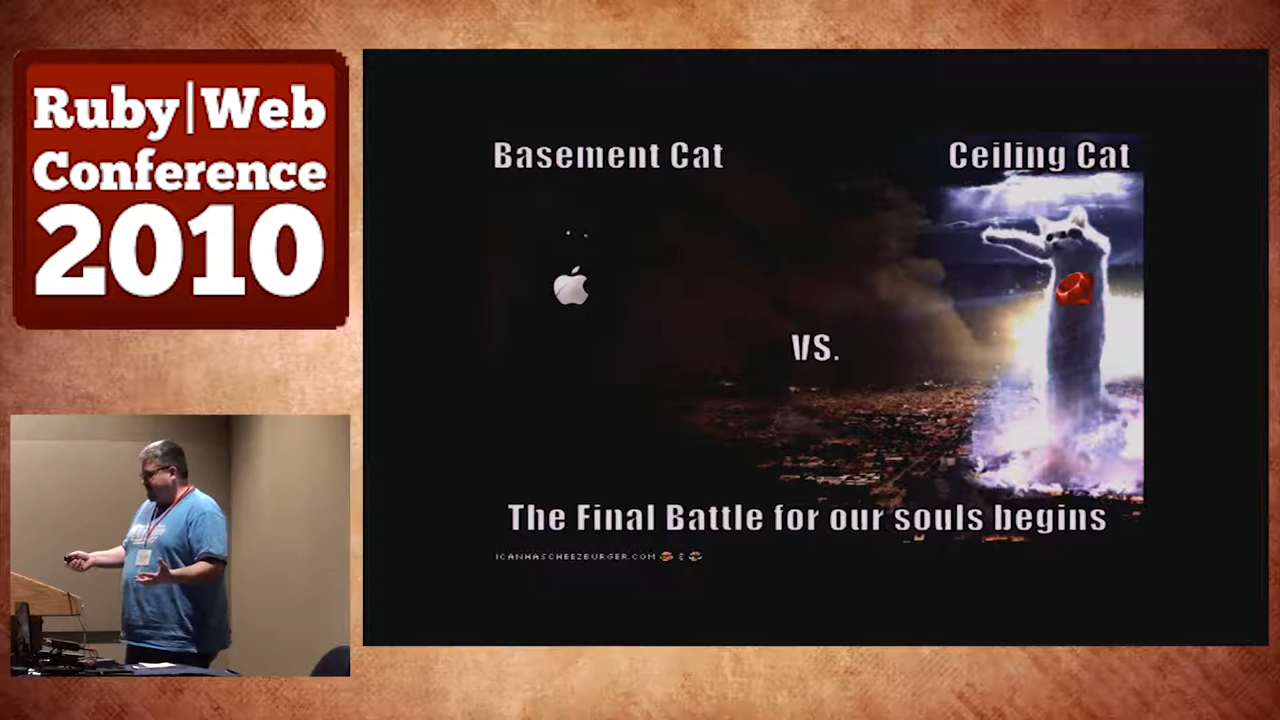 Ruby|Web
Conference
2010
Basement Cat
Ceiling Cat
VS.
The Final Battle for our souls begins
ICANHASCHEEZBURGER.COM